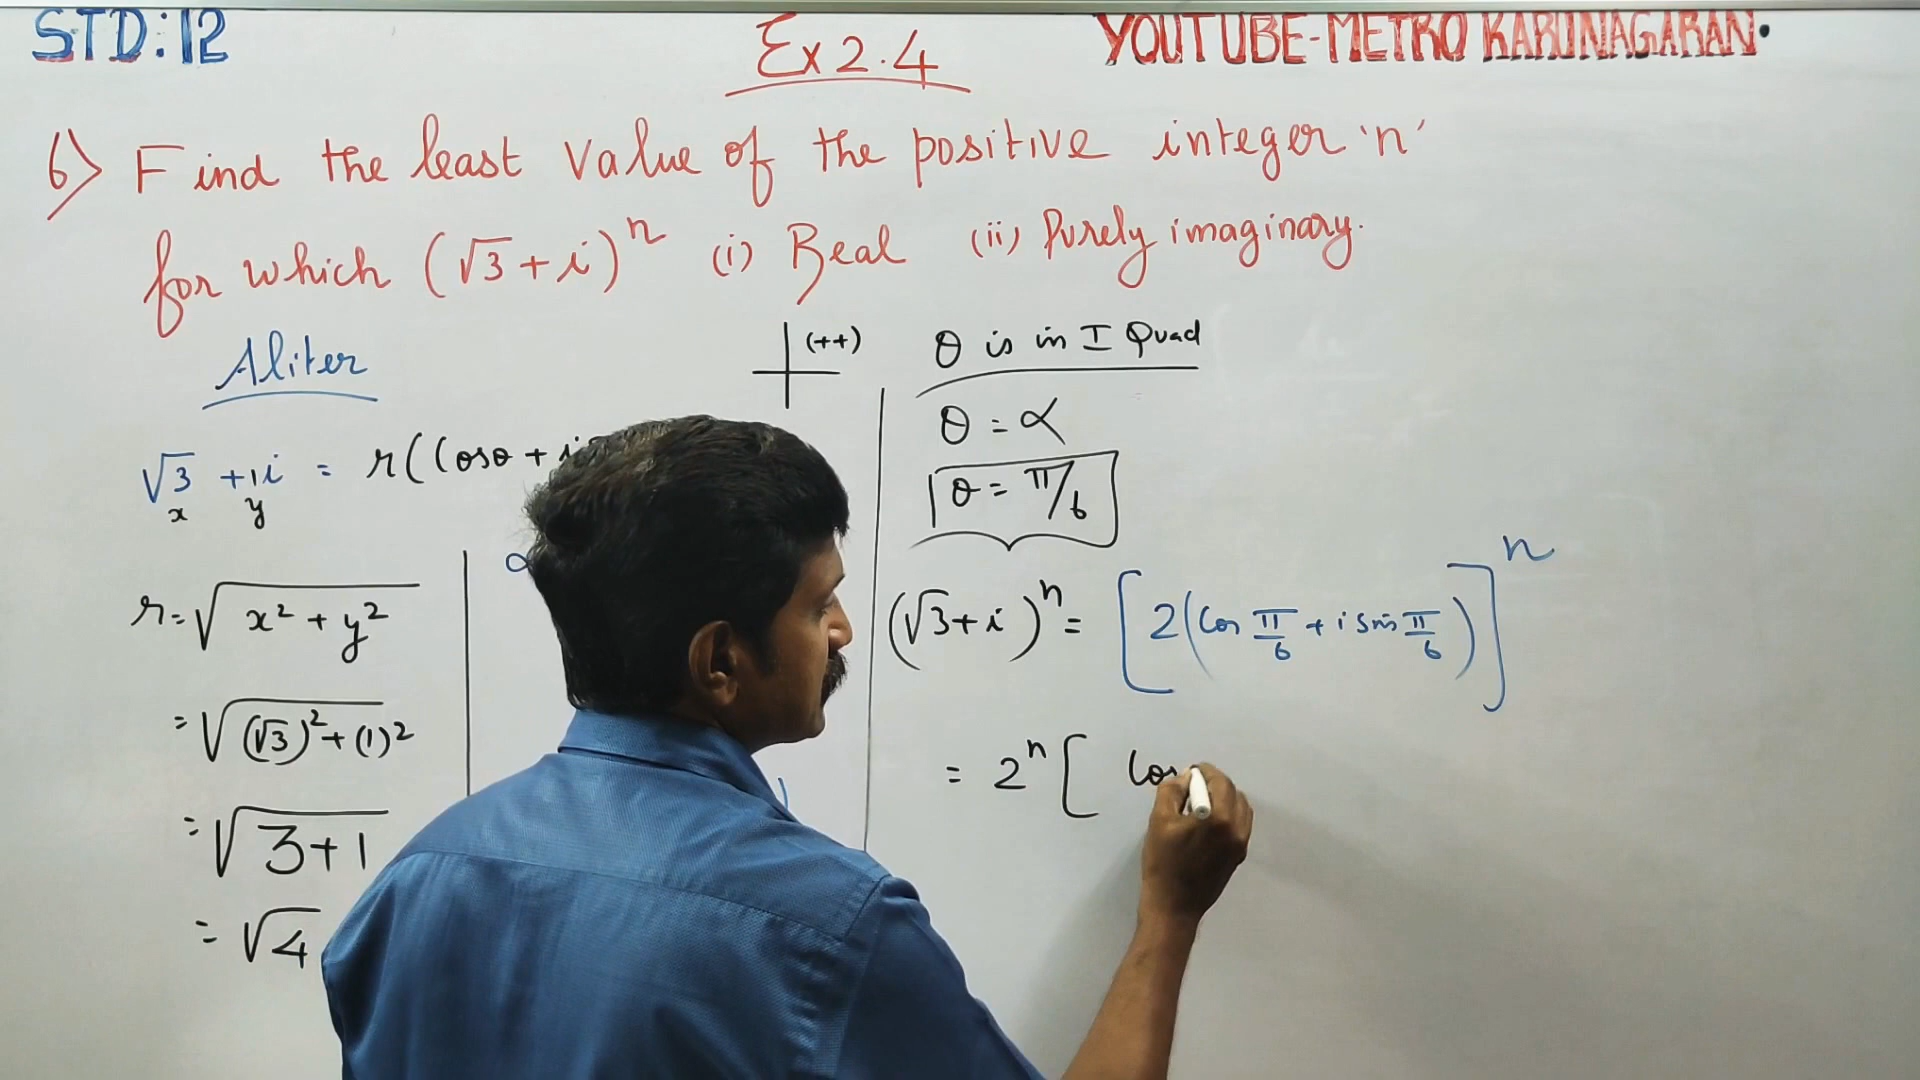 STD:12
Ex 2.4
YOUTUBE-METRO KARUNAGARAN.
6) Find the least value of the positive integer 'n'
for which (√3+i)ⁿ (i) Real (ii) Purely imaginary.
Aliter
√3 + 1i = r(Cosθ + i
x y
r = √x² + y²
= √(√3)² + (1)²
= √3+1
= √4
(++)
θ is in I Quad
θ = α
θ = π/6
(√3+i)ⁿ = [2(Cos π/6 + i sin π/6)]ⁿ
= 2ⁿ [ Cos